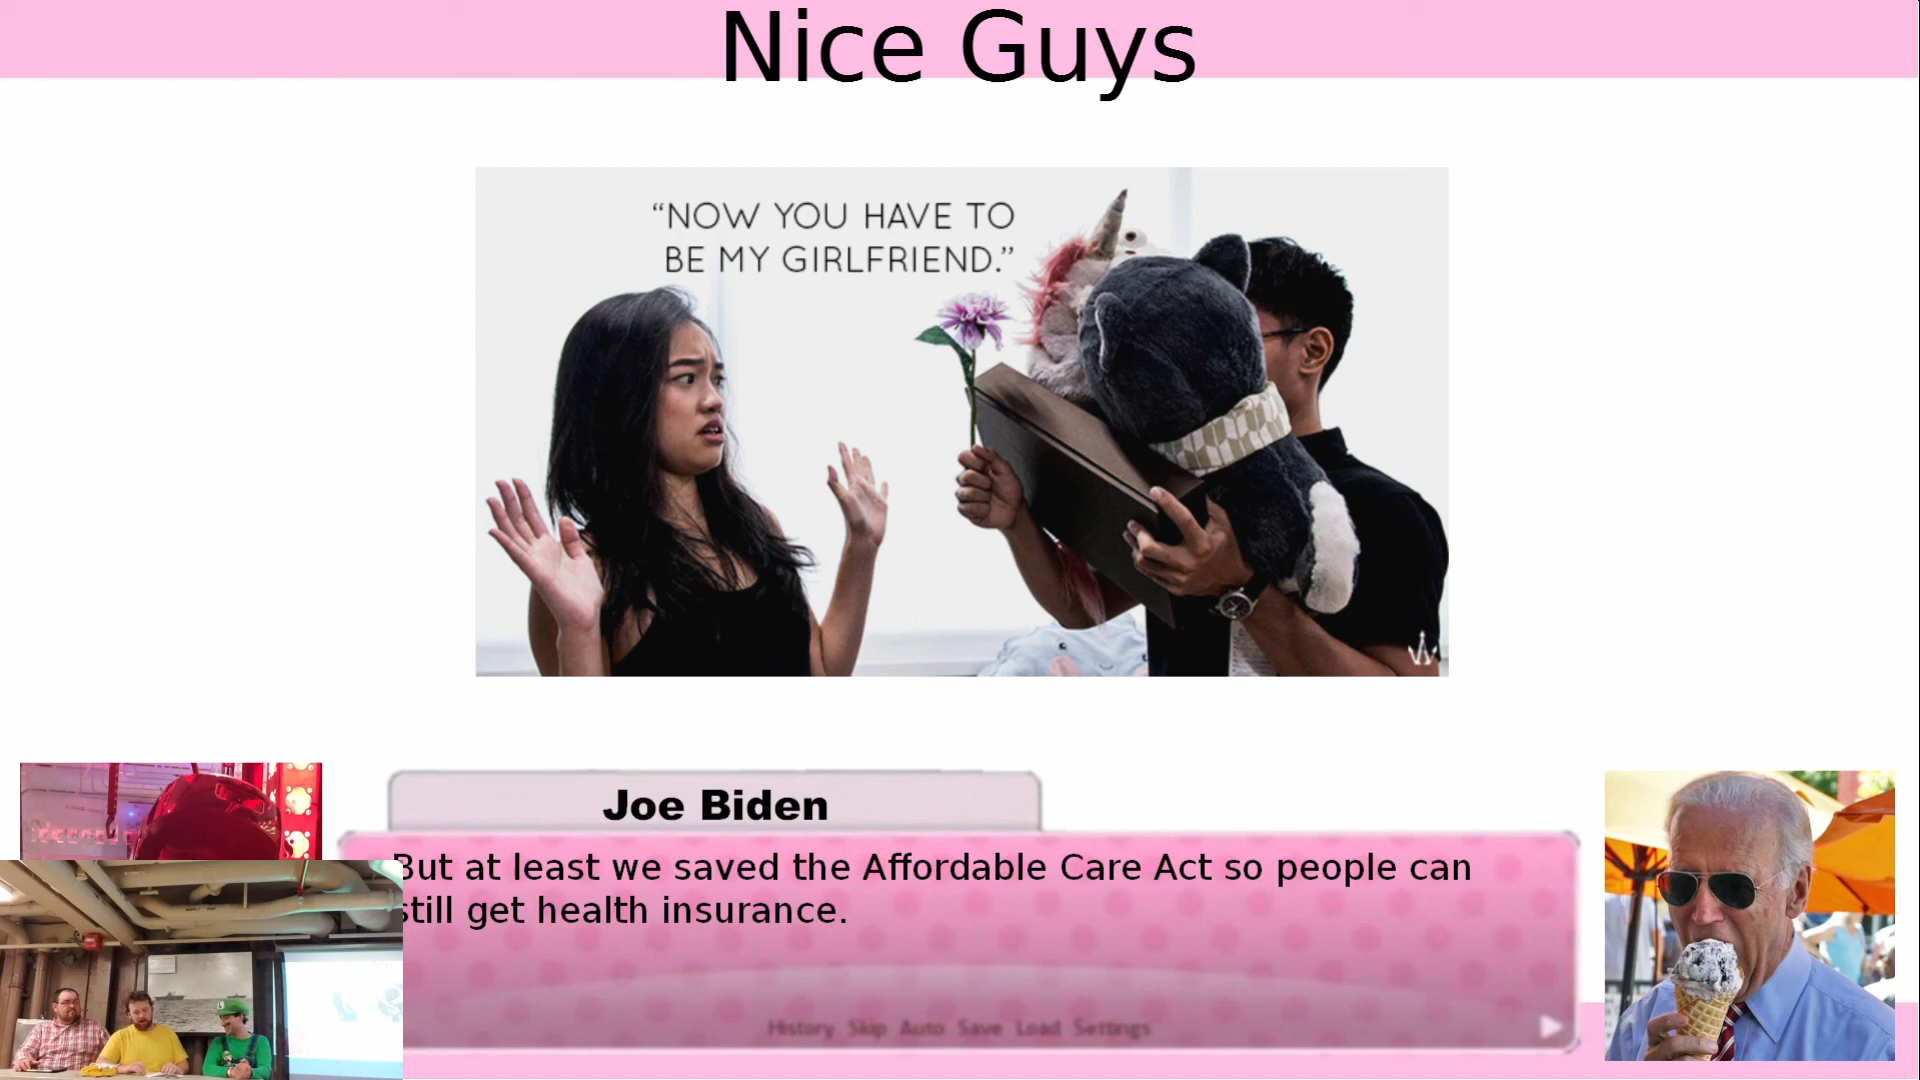 Nice Guys
“NOW YOU HAVE TO
BE MY GIRLFRIEND.”
Joe Biden
But at least we saved the Affordable Care Act so people can
still get health insurance.
History Skip Auto Save Load Settings